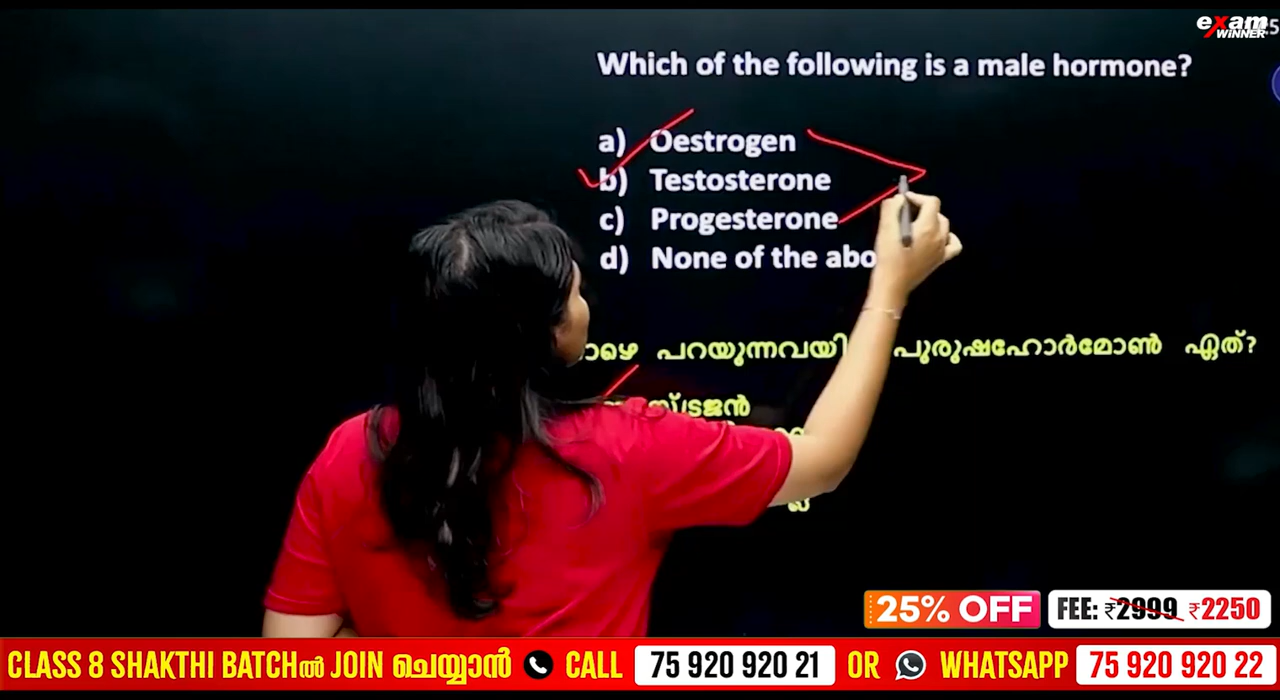 exam
WiNNER
Which of the following is a male hormone?
a) Oestrogen
b) Testosterone
c) Progesterone
d) None of the abo
പറയുന്നവയി പുരുഷഹോർമോൺ ഏത്?
25% OFF
FEE: ₹2999 ₹2250
CLASS 8 SHAKTHI BATCHൽ JOIN ചെയ്യാൻ CALL 75 920 920 21 OR WHATSAPP 75 920 920 22